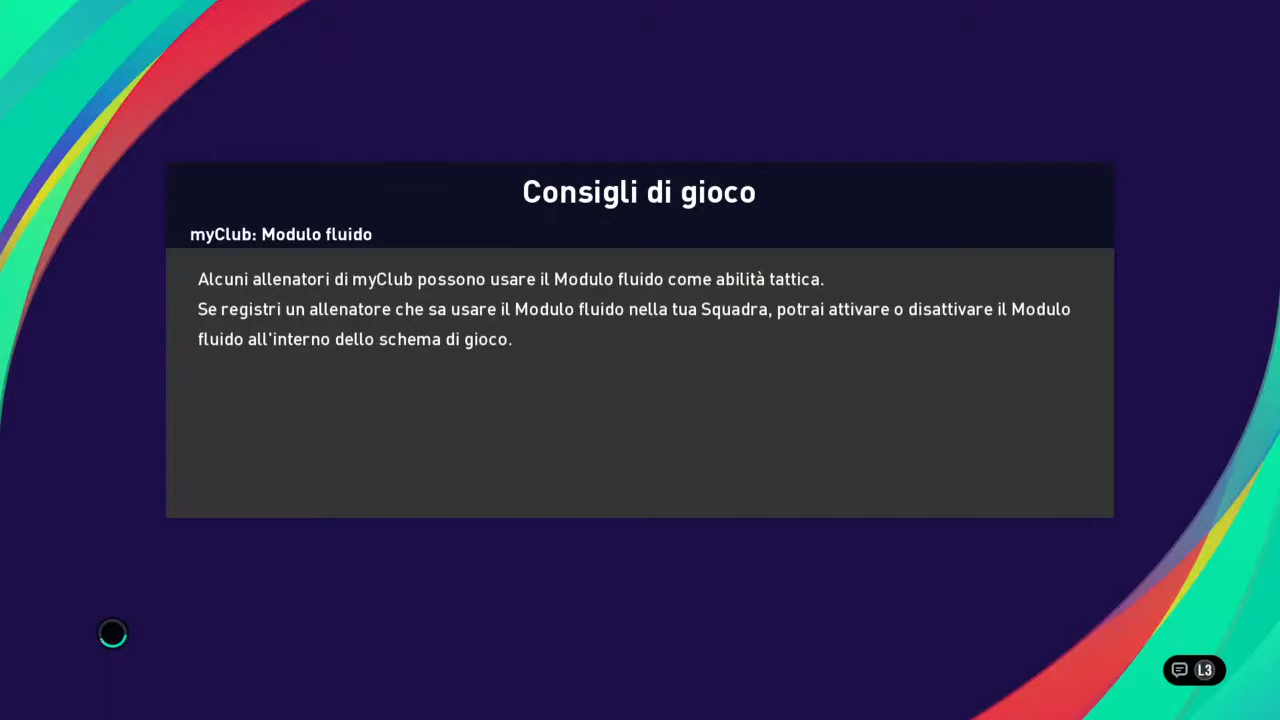 Consigli di gioco
myClub: Modulo fluido
Alcuni allenatori di myClub possono usare il Modulo fluido come abilità tattica.
Se registri un allenatore che sa usare il Modulo fluido nella tua Squadra, potrai attivare o disattivare il Modulo
fluido all'interno dello schema di gioco.
L3